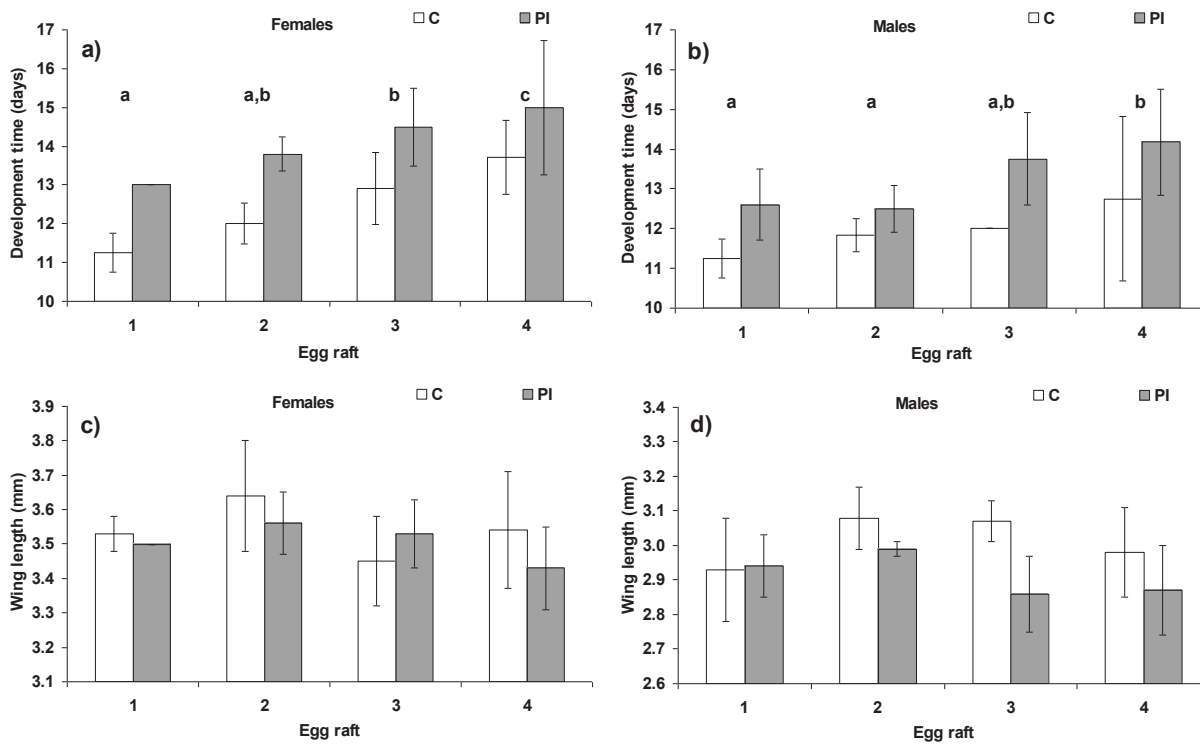 Females
C
PI
a)
Development time (days)
17
16
15
14
13
12
11
10
a
a,b
b
c
1
2
3
4
Egg raft
Males
C
PI
b)
Development time (days)
17
16
15
14
13
12
11
10
a
a
a,b
b
1
2
3
4
Egg raft
Females
C
PI
c)
Wing length (mm)
3.9
3.8
3.7
3.6
3.5
3.4
3.3
3.2
3.1
1
2
3
4
Egg raft
Males
C
PI
d)
Wing length (mm)
3.4
3.3
3.2
3.1
3.0
2.9
2.8
2.7
2.6
1
2
3
4
Egg raft